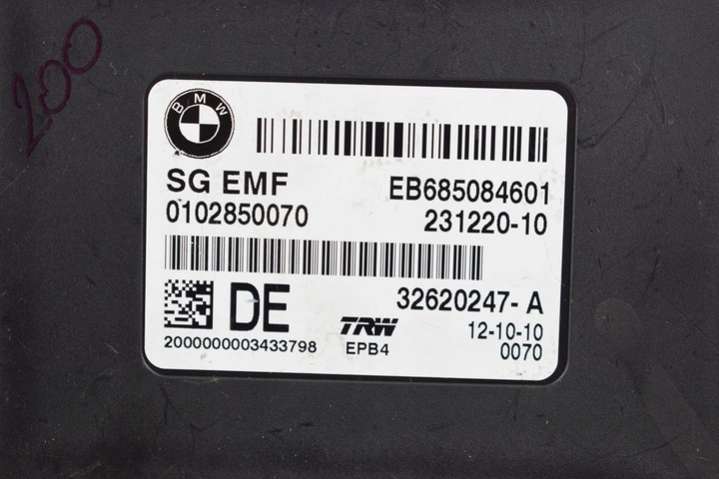 200
BMW
SG EMF EB685084601
0102850070 231220-10
DE 32620247- A
TRW 12-10-10
2000000003433798 EPB4 0070